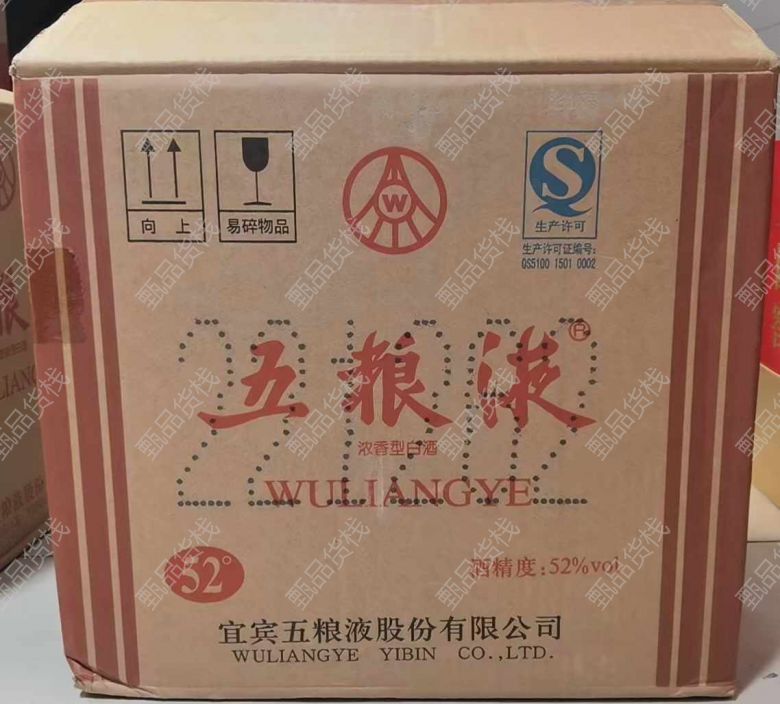 向 上
易碎物品
W
S
生产许可
生产许可证编号:
QS5100 1501 0002
五粮液®
浓香型白酒
WULIANGYE
52°
酒精度:52%vol
宜宾五粮液股份有限公司
WULIANGYE YIBIN CO.,LTD.
甄品货栈